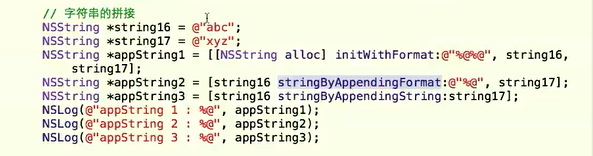 // 字符串的拼接
NSString *string16 = @"abc";
NSString *string17 = @"xyz";
NSString *appString1 = [[NSString alloc] initWithFormat:@"%@%@", string16,
string17];
NSString *appString2 = [string16 stringByAppendingFormat:@"%@", string17];
NSString *appString3 = [string16 stringByAppendingString:string17];
NSLog(@"appString 1 : %@", appString1);
NSLog(@"appString 2 : %@", appString2);
NSLog(@"appString 3 : %@", appString3);